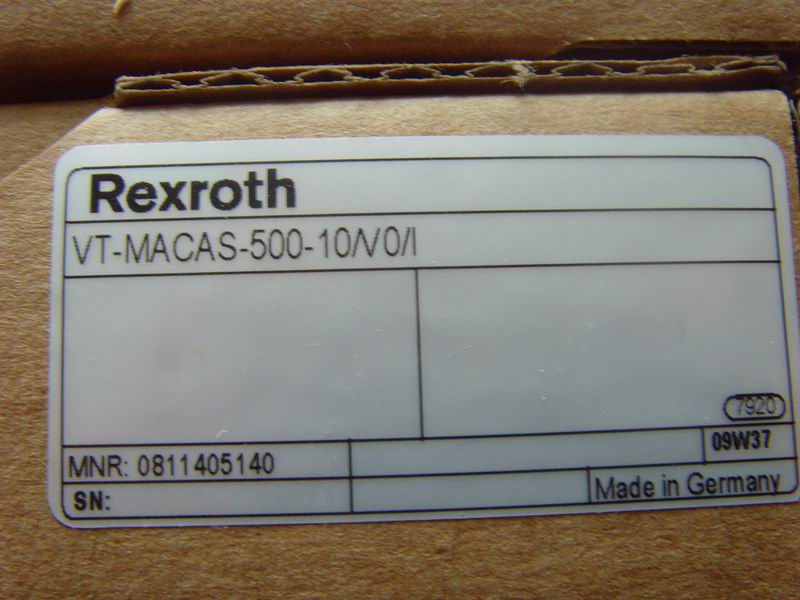 Rexroth
VT-MACAS-500-10/V0/I
7920
MNR: 0811405140
09W37
SN:
Made in Germany